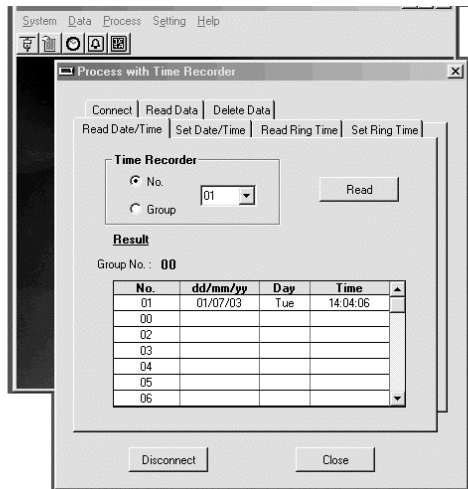 System Data Process Setting Help
Process with Time Recorder
Connect Read Data Delete Data
Read Date/Time Set Date/Time Read Ring Time Set Ring Time
Time Recorder
No.
01
Group
Read
Result
Group No. : 00
No. dd/mm/yy Day Time
01 01/07/03 Tue 14:04:06
00
02
03
04
05
06
Disconnect Close